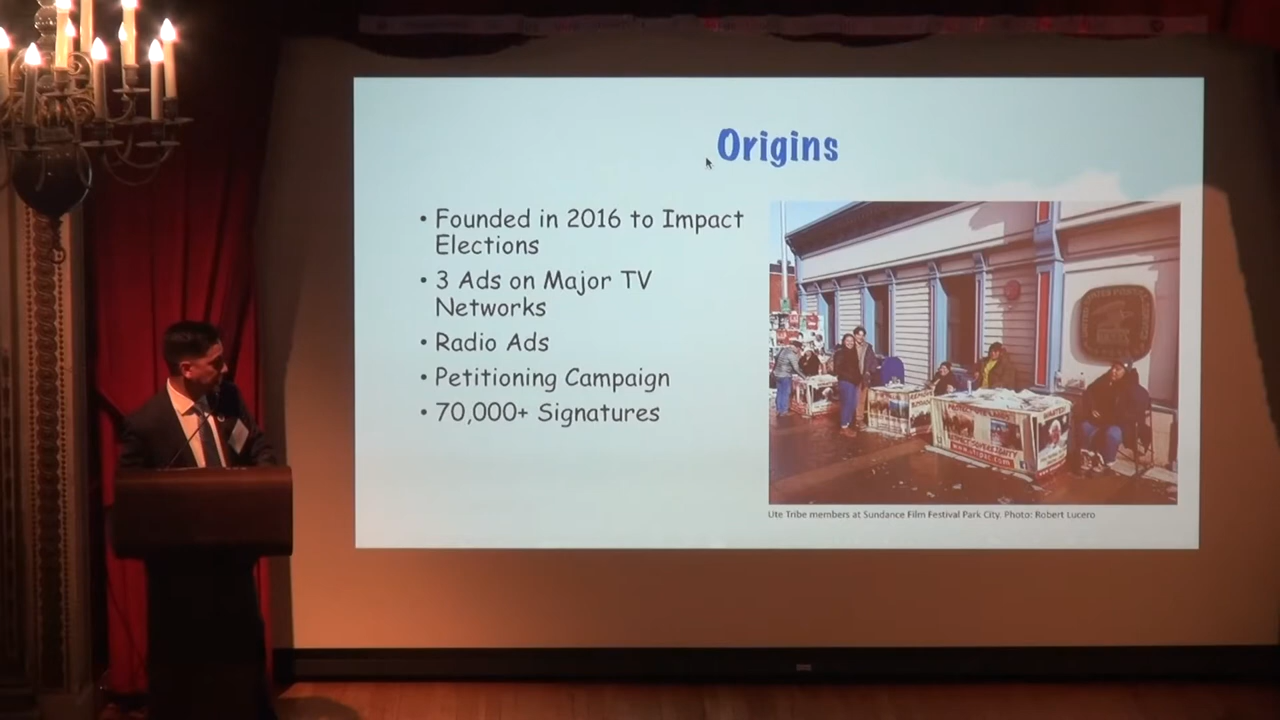 Origins
• Founded in 2016 to Impact
Elections
• 3 Ads on Major TV
Networks
• Radio Ads
• Petitioning Campaign
• 70,000+ Signatures
Ute Tribe members at Sundance Film Festival Park City. Photo: Robert Lucero